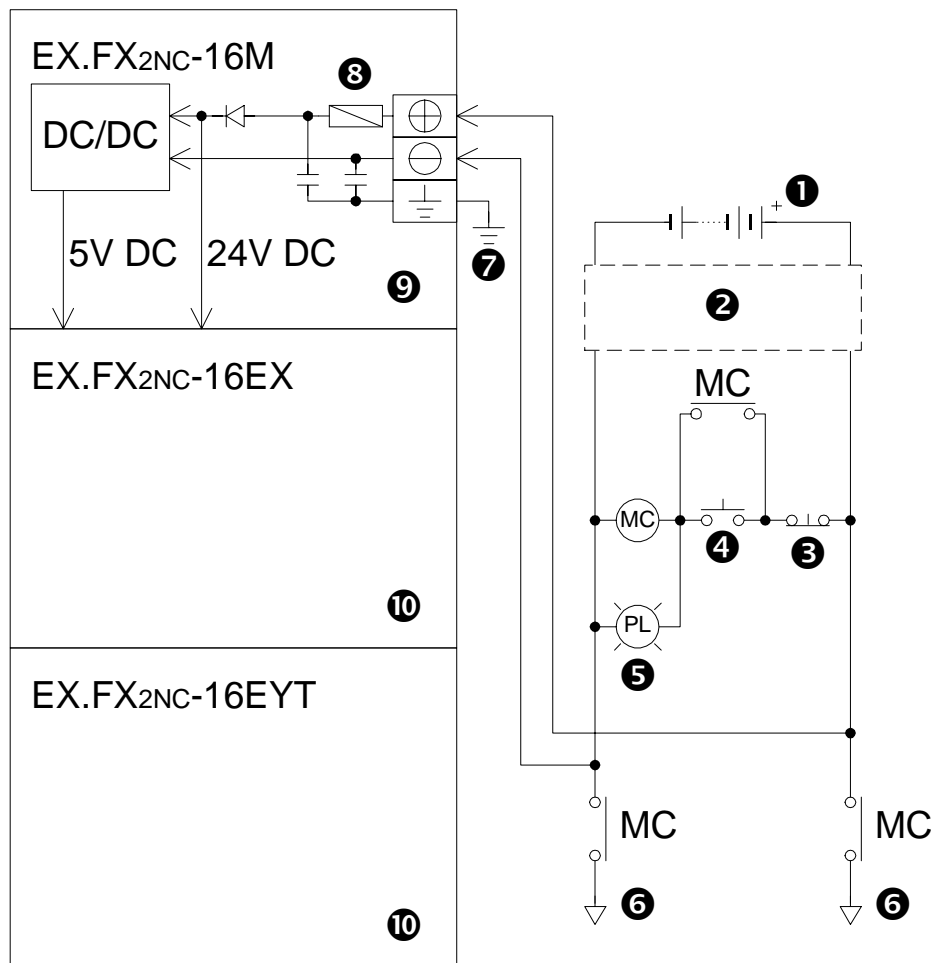 EX.FX2NC-16M
❽
DC/DC
5V DC
24V DC
❼
❾
+
❶
❷
EX.FX2NC-16EX
MC
MC
❹
❸
PL
❺
❿
EX.FX2NC-16EYT
MC
MC
❻
❻
❿